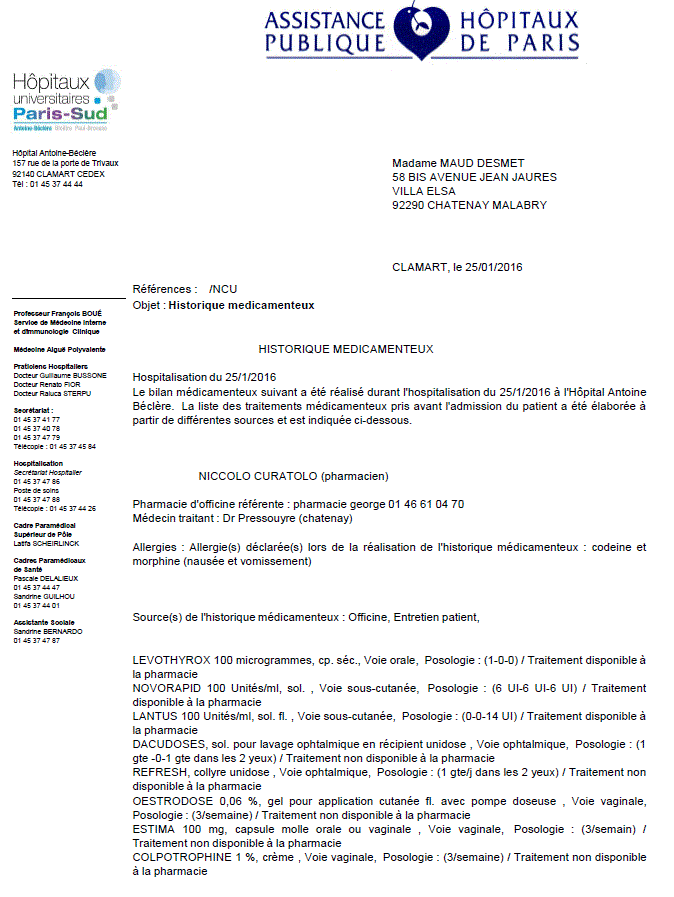 ASSISTANCE PUBLIQUE HÔPITAUX DE PARIS
Hôpitaux
universitaires
Paris-Sud
Antoine-Béclère Bicêtre Paul-Brousse
Hôpital Antoine-Béclère
157 rue de la porte de Trivaux
92140 CLAMART CEDEX
Tél : 01 45 37 44 44
Madame MAUD DESMET
58 BIS AVENUE JEAN JAURES
VILLA ELSA
92290 CHATENAY MALABRY
CLAMART, le 25/01/2016
Références : /NCU
Objet : Historique medicamenteux
Professeur François BOUÉ
Service de Médecine Interne
et d'Immunologie Clinique
Médecine Aiguë Polyvalente
Praticiens Hospitaliers
Docteur Guillaume BUSSONE
Docteur Renato FIOR
Docteur Raluca STERPU
Secrétariat :
01 45 37 41 77
01 45 37 40 78
01 45 37 47 79
Télécopie : 01 45 37 45 84
Hospitalisation
Secrétariat Hospitalier
01 45 37 47 86
Poste de soins
01 45 37 47 88
Télécopie : 01 45 37 44 26
Cadre Paramédical
Supérieur de Pôle
Latifa SCHEIRLINCK
Cadres Paramédicaux
de Santé
Pascale DELALIEUX
01 45 37 44 47
Sandrine GUILHOU
01 45 37 44 01
Assistante Sociale
Sandrine BERNARDO
01 45 37 47 87
HISTORIQUE MEDICAMENTEUX
Hospitalisation du 25/1/2016
Le bilan médicamenteux suivant a été réalisé durant l'hospitalisation du 25/1/2016 à l'Hôpital Antoine
Béclère. La liste des traitements médicamenteux pris avant l'admission du patient a été élaborée à
partir de différentes sources et est indiquée ci-dessous.
NICCOLO CURATOLO (pharmacien)
Pharmacie d'officine référente : pharmacie george 01 46 61 04 70
Médecin traitant : Dr Pressouyre (chatenay)
Allergies : Allergie(s) déclarée(s) lors de la réalisation de l'historique médicamenteux : codeine et
morphine (nausée et vomissement)
Source(s) de l'historique médicamenteux : Officine, Entretien patient,
LEVOTHYROX 100 microgrammes, cp. séc., Voie orale, Posologie : (1-0-0) / Traitement disponible à
la pharmacie
NOVORAPID 100 Unités/ml, sol. , Voie sous-cutanée, Posologie : (6 UI-6 UI-6 UI) / Traitement
disponible à la pharmacie
LANTUS 100 Unités/ml, sol. fl. , Voie sous-cutanée, Posologie : (0-0-14 UI) / Traitement disponible à
la pharmacie
DACUDOSES, sol. pour lavage ophtalmique en récipient unidose , Voie ophtalmique, Posologie : (1
gte -0-1 gte dans les 2 yeux) / Traitement non disponible à la pharmacie
REFRESH, collyre unidose , Voie ophtalmique, Posologie : (1 gte/j dans les 2 yeux) / Traitement non
disponible à la pharmacie
OESTRODOSE 0,06 %, gel pour application cutanée fl. avec pompe doseuse , Voie vaginale,
Posologie : (3/semaine) / Traitement non disponible à la pharmacie
ESTIMA 100 mg, capsule molle orale ou vaginale , Voie vaginale, Posologie : (3/semain) /
Traitement non disponible à la pharmacie
COLPOTROPHINE 1 %, crème , Voie vaginale, Posologie : (3/semaine) / Traitement non disponible
à la pharmacie